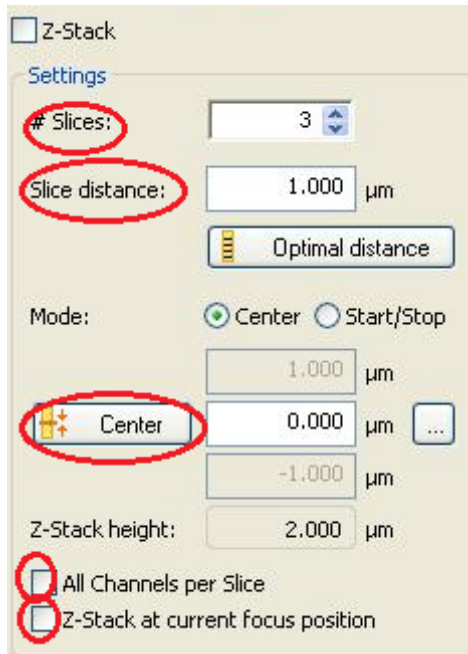 Z-Stack
Settings
# Slices: 3
Slice distance: 1.000 µm
Optimal distance
Mode: Center Start/Stop
1.000 µm
Center 0.000 µm ...
-1.000 µm
Z-Stack height: 2.000 µm
All Channels per Slice
Z-Stack at current focus position